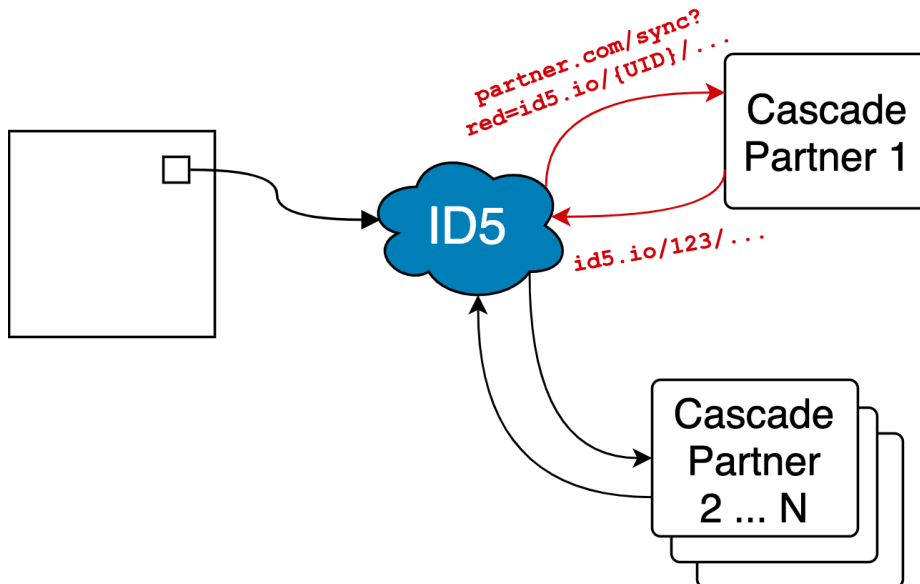 partner.com/sync?
red=id5.io/{UID}/...
Cascade
Partner 1
ID5
id5.io/123/...
Cascade
Partner
2 ... N